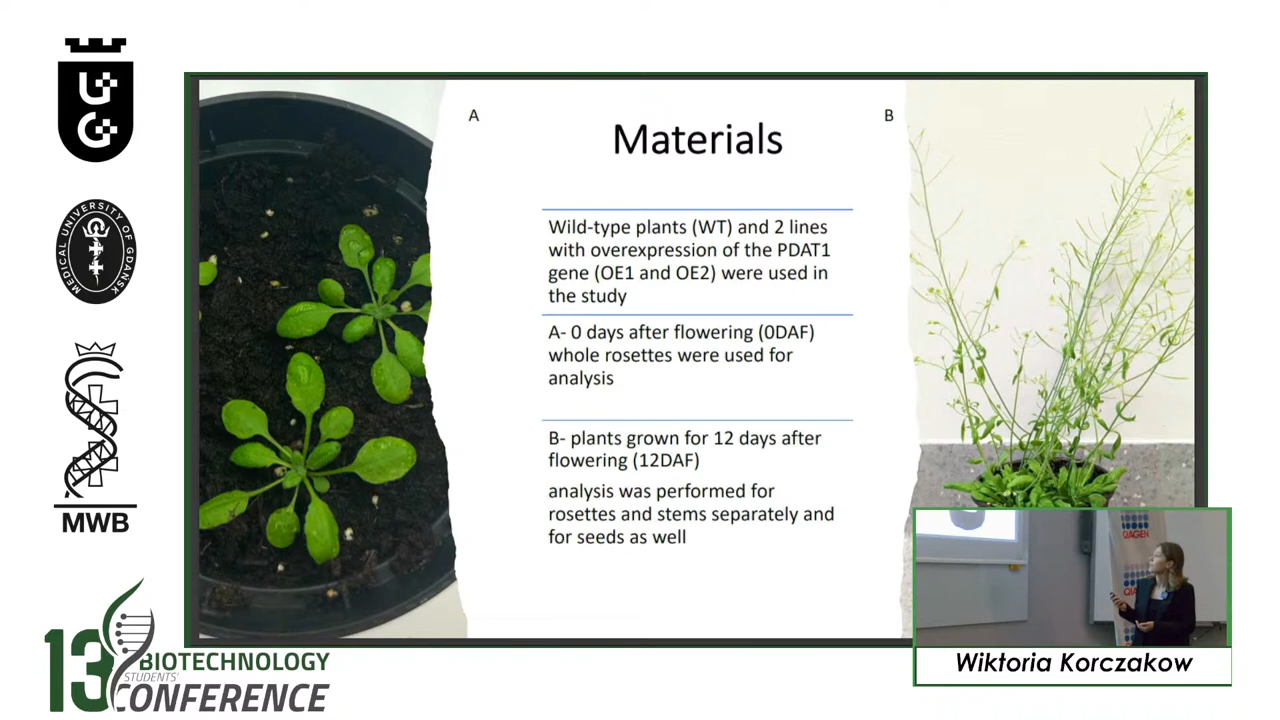 UG
MEDICAL UNIVERSITY OF GDANSK
MWB
13 BIOTECHNOLOGY
STUDENTS'
CONFERENCE
A
B
Materials
Wild-type plants (WT) and 2 lines
with overexpression of the PDAT1
gene (OE1 and OE2) were used in
the study
A- 0 days after flowering (0DAF)
whole rosettes were used for
analysis
B- plants grown for 12 days after
flowering (12DAF)
analysis was performed for
rosettes and stems separately and
for seeds as well
QIAGEN
Wiktoria Korczakow